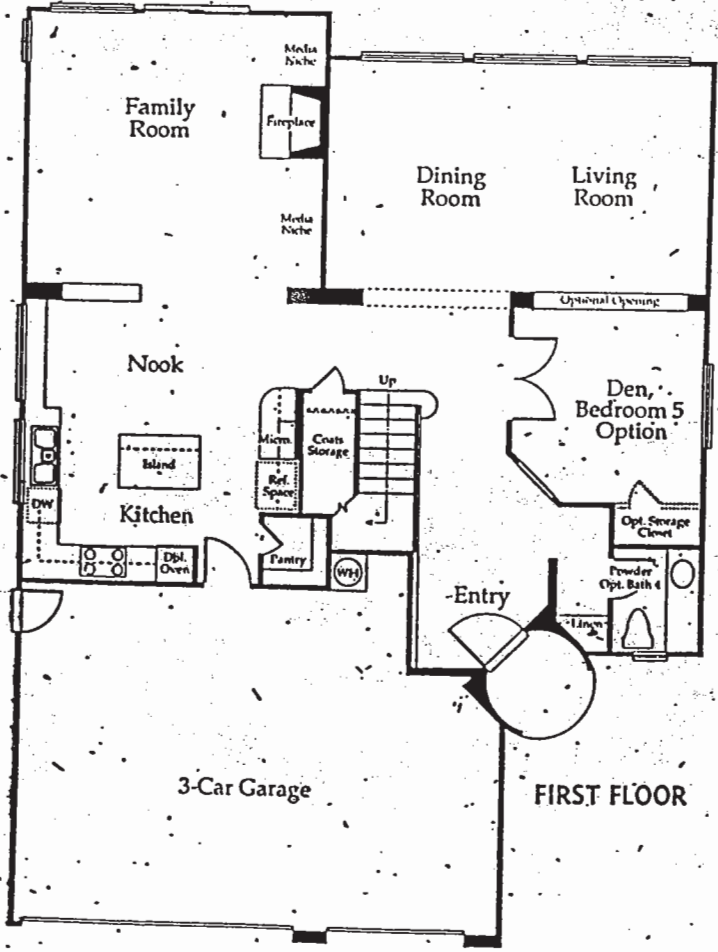 Media
Niche
Family
Room
Fireplace
Dining
Room
Living
Room
Media
Niche
Optional Opening
Nook
Up
Den,
Bedroom 5
Option
Micro.
Coats
Storage
Island
Ref.
Space
DW
Kitchen
Opt. Storage
Closet
Dbl.
Oven
Pantry
WH
Powder
Opt. Bath 4
Entry
Linen
3-Car Garage
FIRST FLOOR